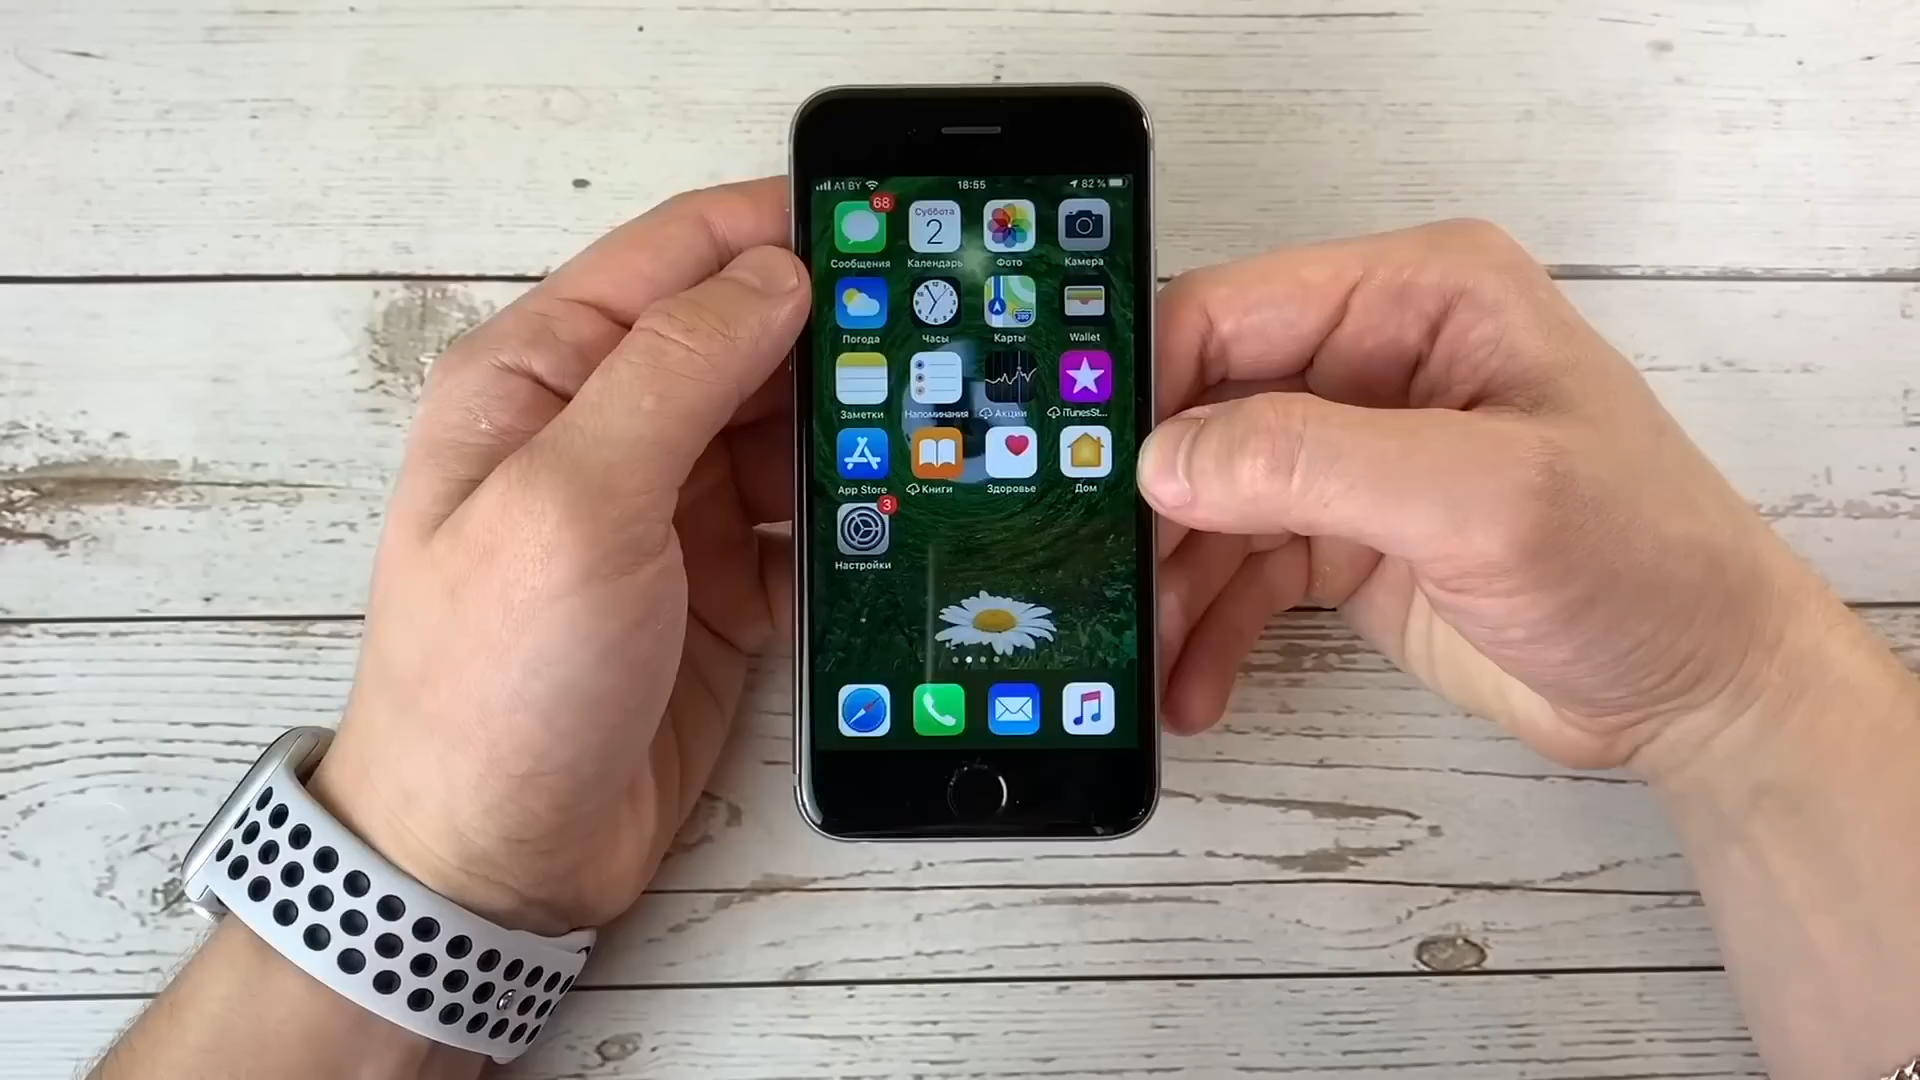 A1 BY 18:55 82 %
68
Суббота
2
Сообщения Календарь Фото Камера
280
Погода Часы Карты Wallet
Заметки Напоминания Акции iTunesSt...
App Store Книги Здоровье Дом
3
Настройки